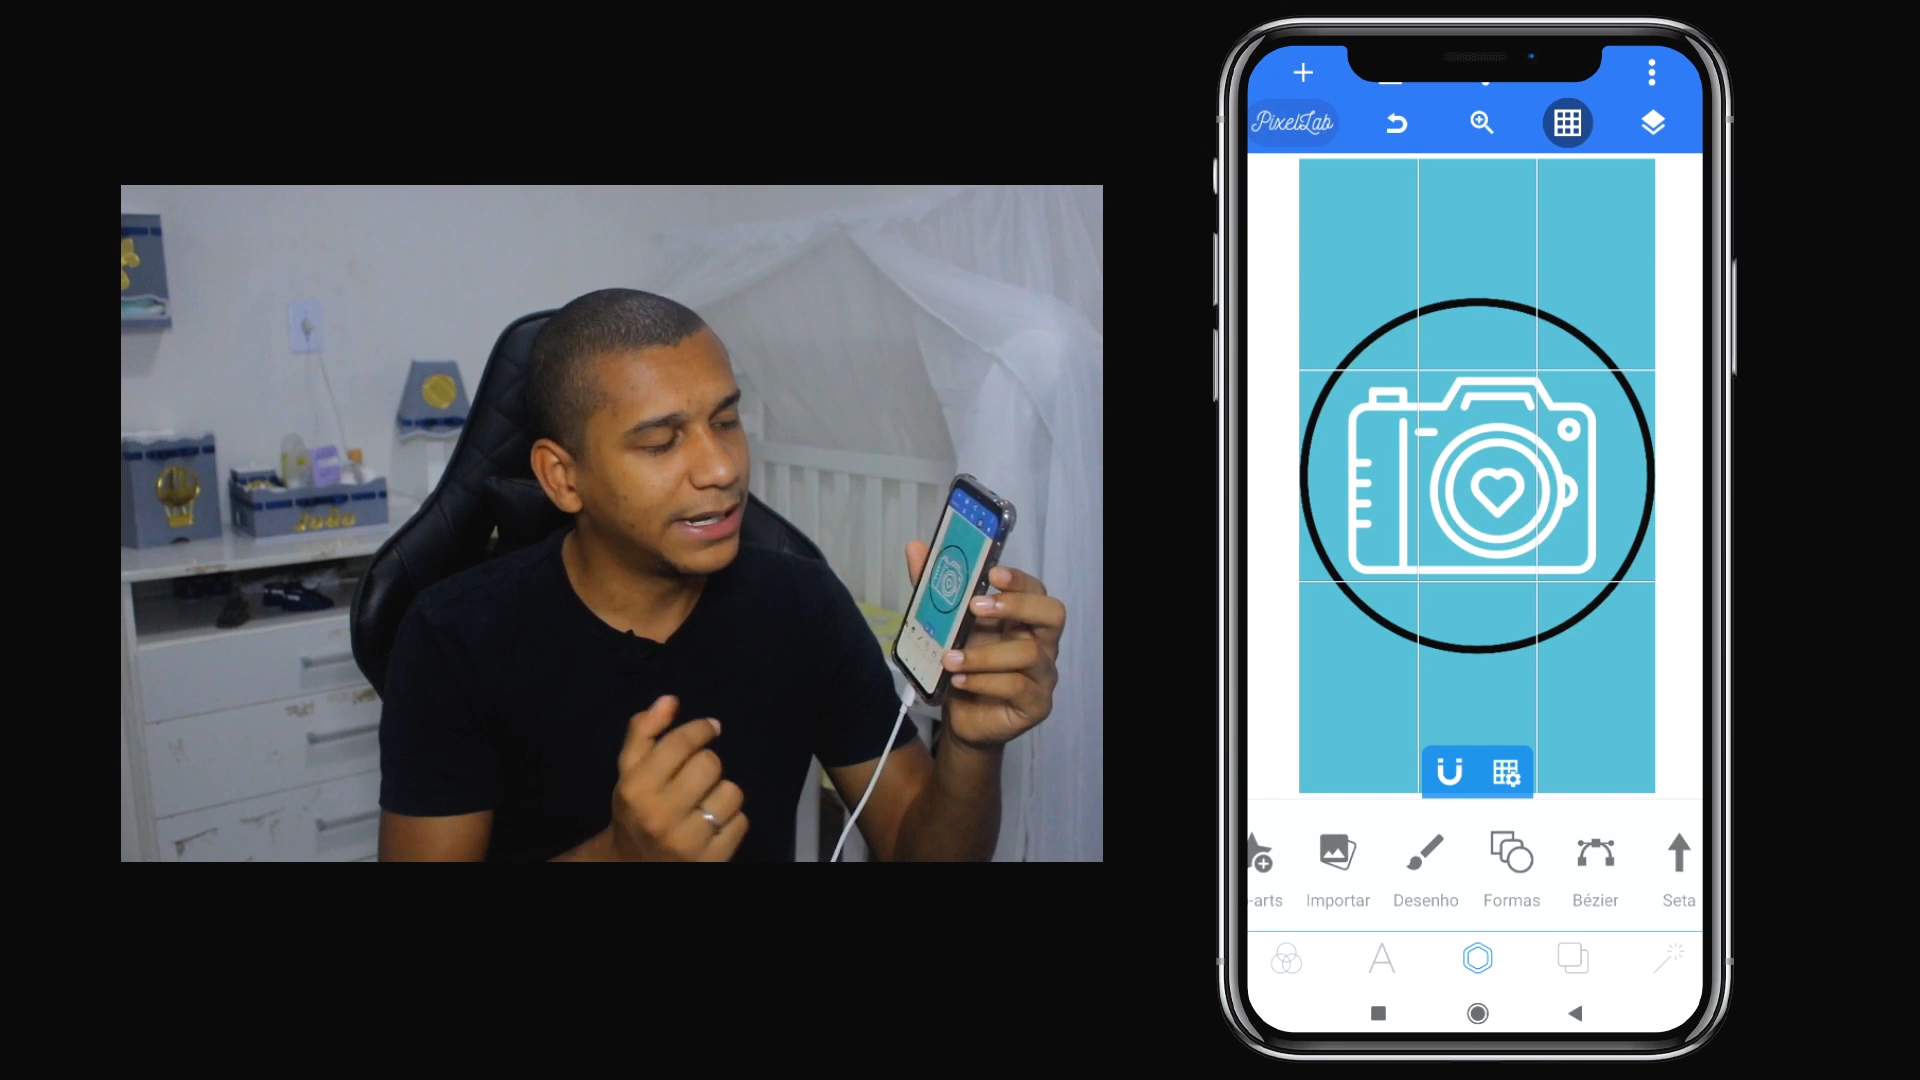 PixelLab
-arts
Importar
Desenho
Formas
Bézier
Seta